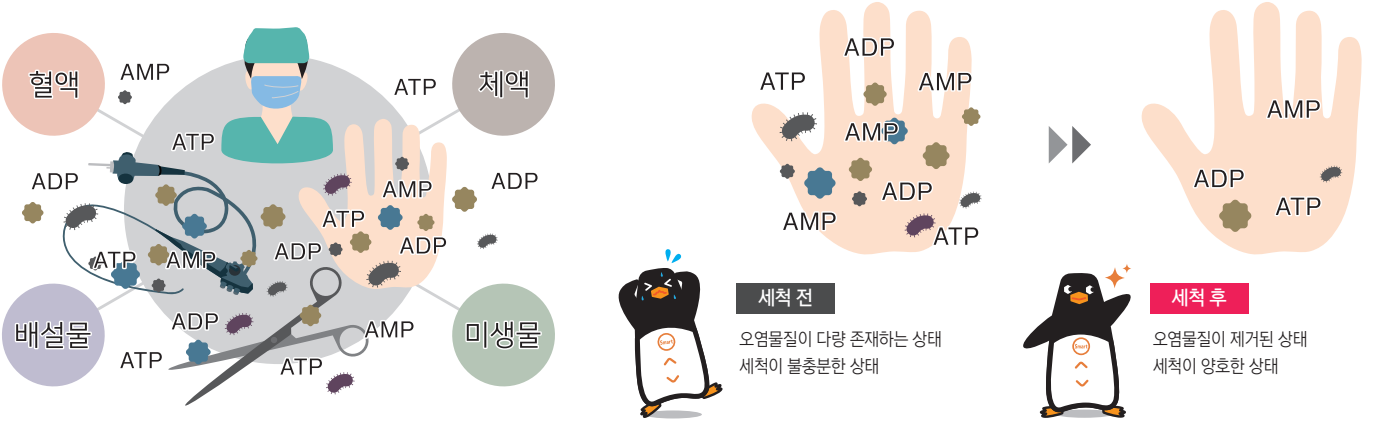 혈액
AMP
ATP
체액
ATP
ADP
ADP
AMP
ATP
ADP
ADP
ATP
AMP
배설물
ADP
미생물
AMP
ATP
ATP
ADP
ATP
AMP
AMP
ADP
AMP
ATP
세척 전
오염물질이 다량 존재하는 상태
세척이 불충분한 상태
Smart
AMP
ADP
ATP
세척 후
오염물질이 제거된 상태
세척이 양호한 상태
Smart